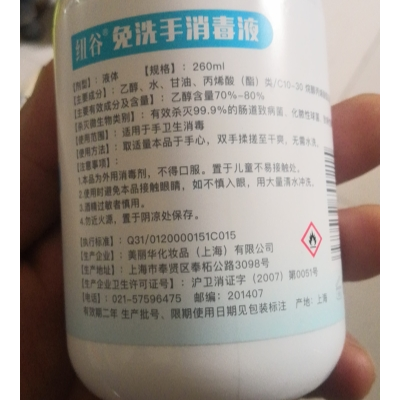 纽谷® 免洗手消毒液
【剂型】：液体 【规格】：260ml
【主要成分】：乙醇、水、甘油、丙烯酸（酯）类/C10-30
【主要有效成分及含量】：乙醇含量70%~80%
【杀灭微生物类别】：有效杀灭99.9%的肠道致病菌、化脓性球菌、
【使用范围】：适用于手卫生消毒
【使用方法】：取适量本品于手心，双手揉搓至干爽，无需水洗。
【注意事项】：
1.本品为外用消毒剂，不得口服。置于儿童不易接触处。
2.使用时避免本品接触眼睛，如不慎入眼，用大量清水冲洗。
3.酒精过敏者慎用。
4.勿近火源，置于阴凉处保存。
执行标准：Q31/0120000151C015
生产企业：美丽华化妆品（上海）有限公司
生产地址：上海市奉贤区奉柘公路3098号
生产企业卫生许可证号：沪卫消证字（2007）第0051号
电话：021-57596475 邮编：201407
有效期二年 生产批号、限期使用日期见包装标注 产地：上海